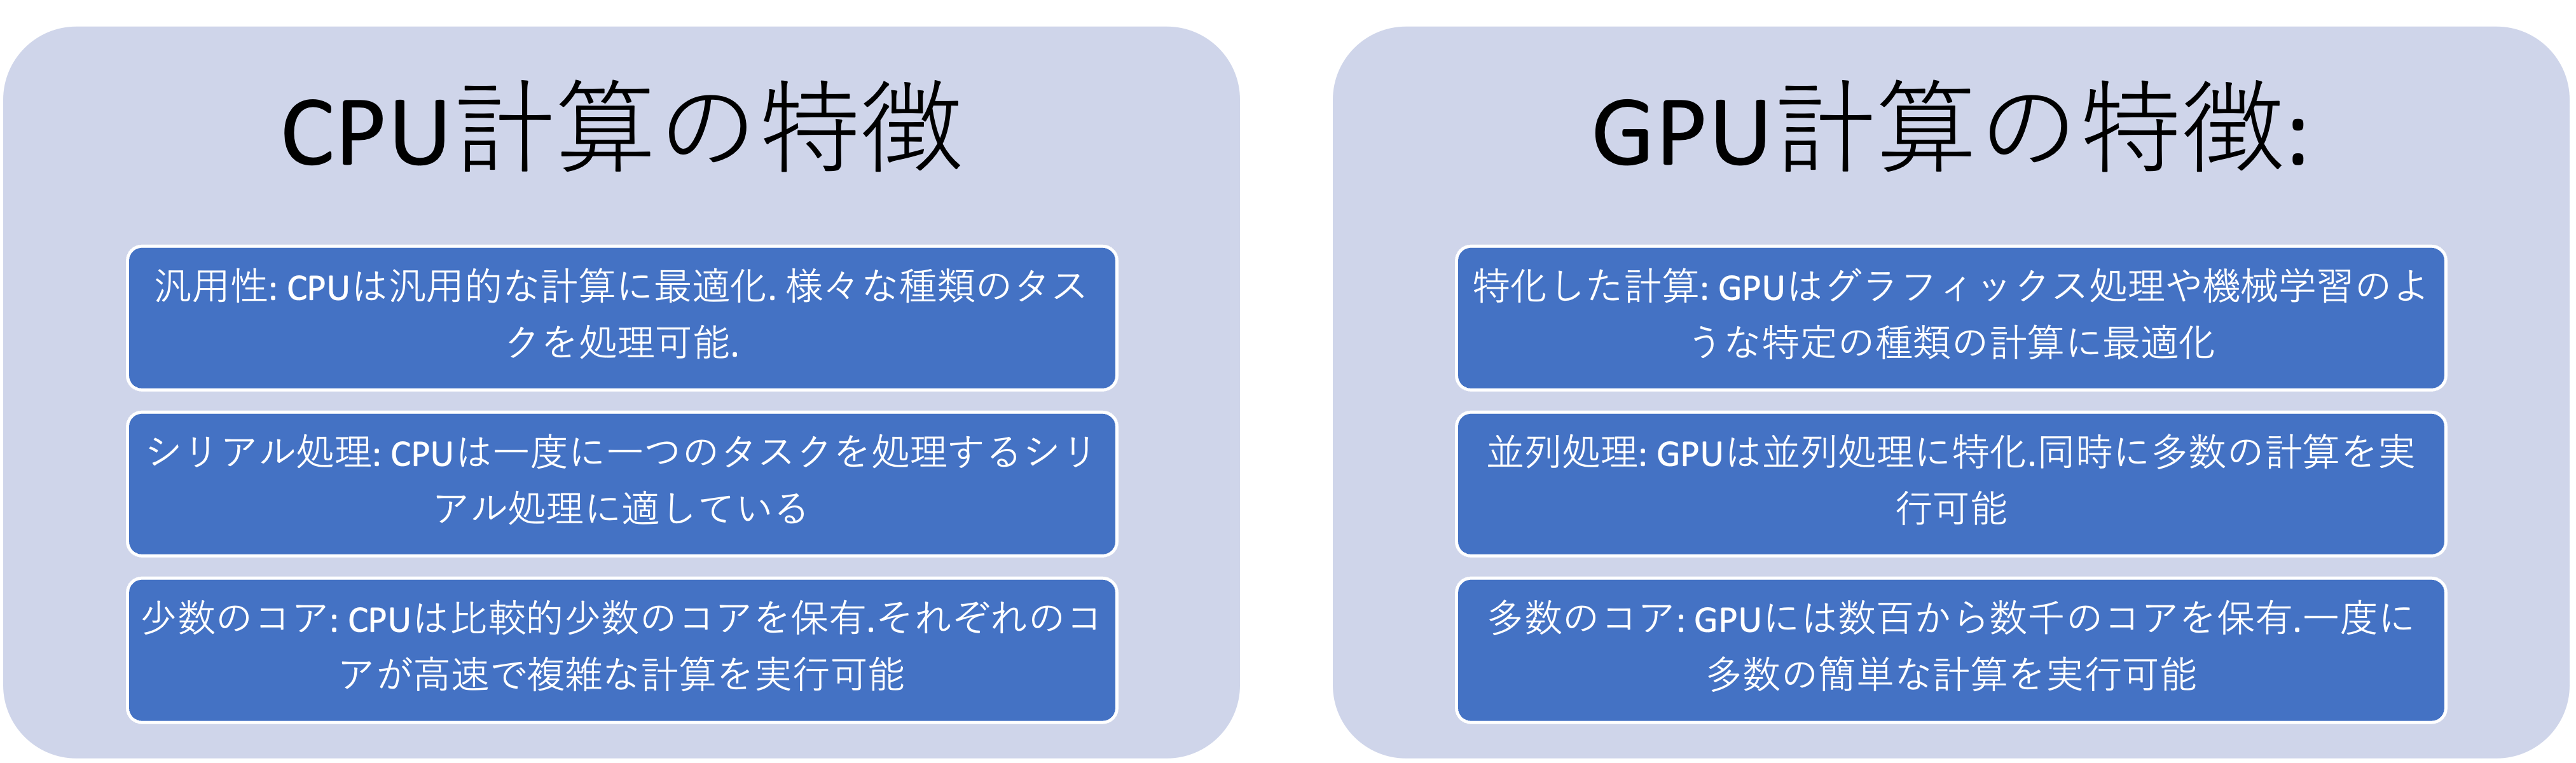 CPU計算の特徴
汎用性: CPUは汎用的な計算に最適化. 様々な種類のタス
クを処理可能.
シリアル処理: CPUは一度に一つのタスクを処理するシリ
アル処理に適している
少数のコア: CPUは比較的少数のコアを保有.それぞれのコ
アが高速で複雑な計算を実行可能
GPU計算の特徴:
特化した計算: GPUはグラフィックス処理や機械学習のよ
うな特定の種類の計算に最適化
並列処理: GPUは並列処理に特化.同時に多数の計算を実
行可能
多数のコア: GPUには数百から数千のコアを保有.一度に
多数の簡単な計算を実行可能